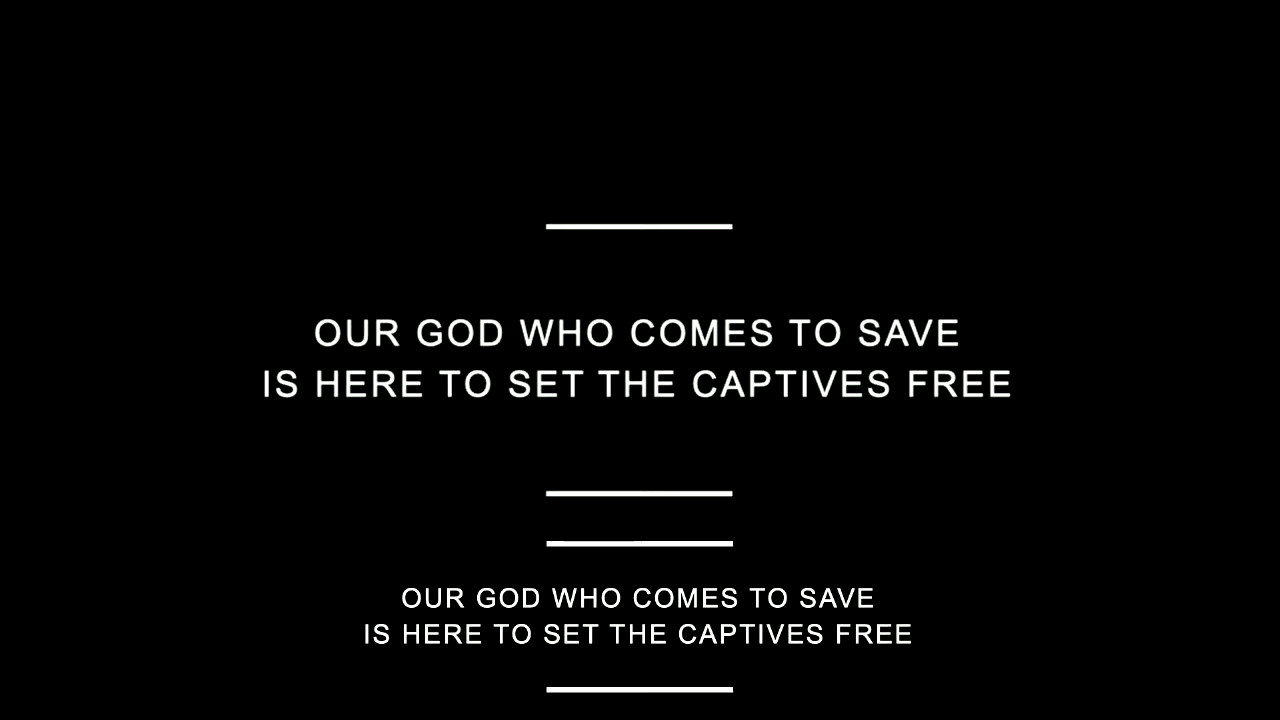 OUR GOD WHO COMES TO SAVE
IS HERE TO SET THE CAPTIVES FREE
OUR GOD WHO COMES TO SAVE
IS HERE TO SET THE CAPTIVES FREE